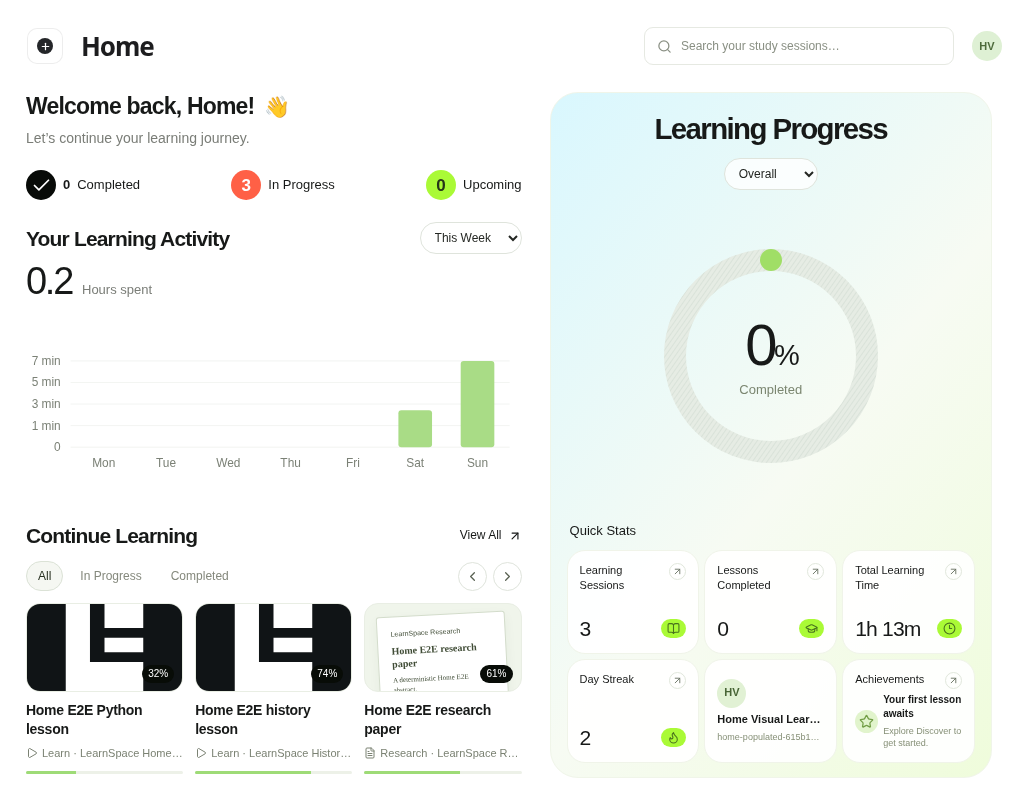 Home
Search your study sessions…
HV
Welcome back, Home! 👋
Let's continue your learning journey.
0 Completed
3 In Progress
0 Upcoming
Your Learning Activity
This Week
0.2 Hours spent
7 min
5 min
3 min
1 min
0
Mon Tue Wed Thu Fri Sat Sun
Continue Learning
View All
All In Progress Completed
32%
74%
LearnSpace Research
Home E2E research
paper
A deterministic Home E2E
abstract.
61%
Home E2E Python
lesson
Learn · LearnSpace Home…
Home E2E history
lesson
Learn · LearnSpace Histor…
Home E2E research
paper
Research · LearnSpace R…
Learning Progress
Overall
0%
Completed
Quick Stats
Learning
Sessions
3
Lessons
Completed
0
Total Learning
Time
1h 13m
Day Streak
2
HV
Home Visual Lear…
home-populated-615b1…
Achievements
Your first lesson
awaits
Explore Discover to
get started.